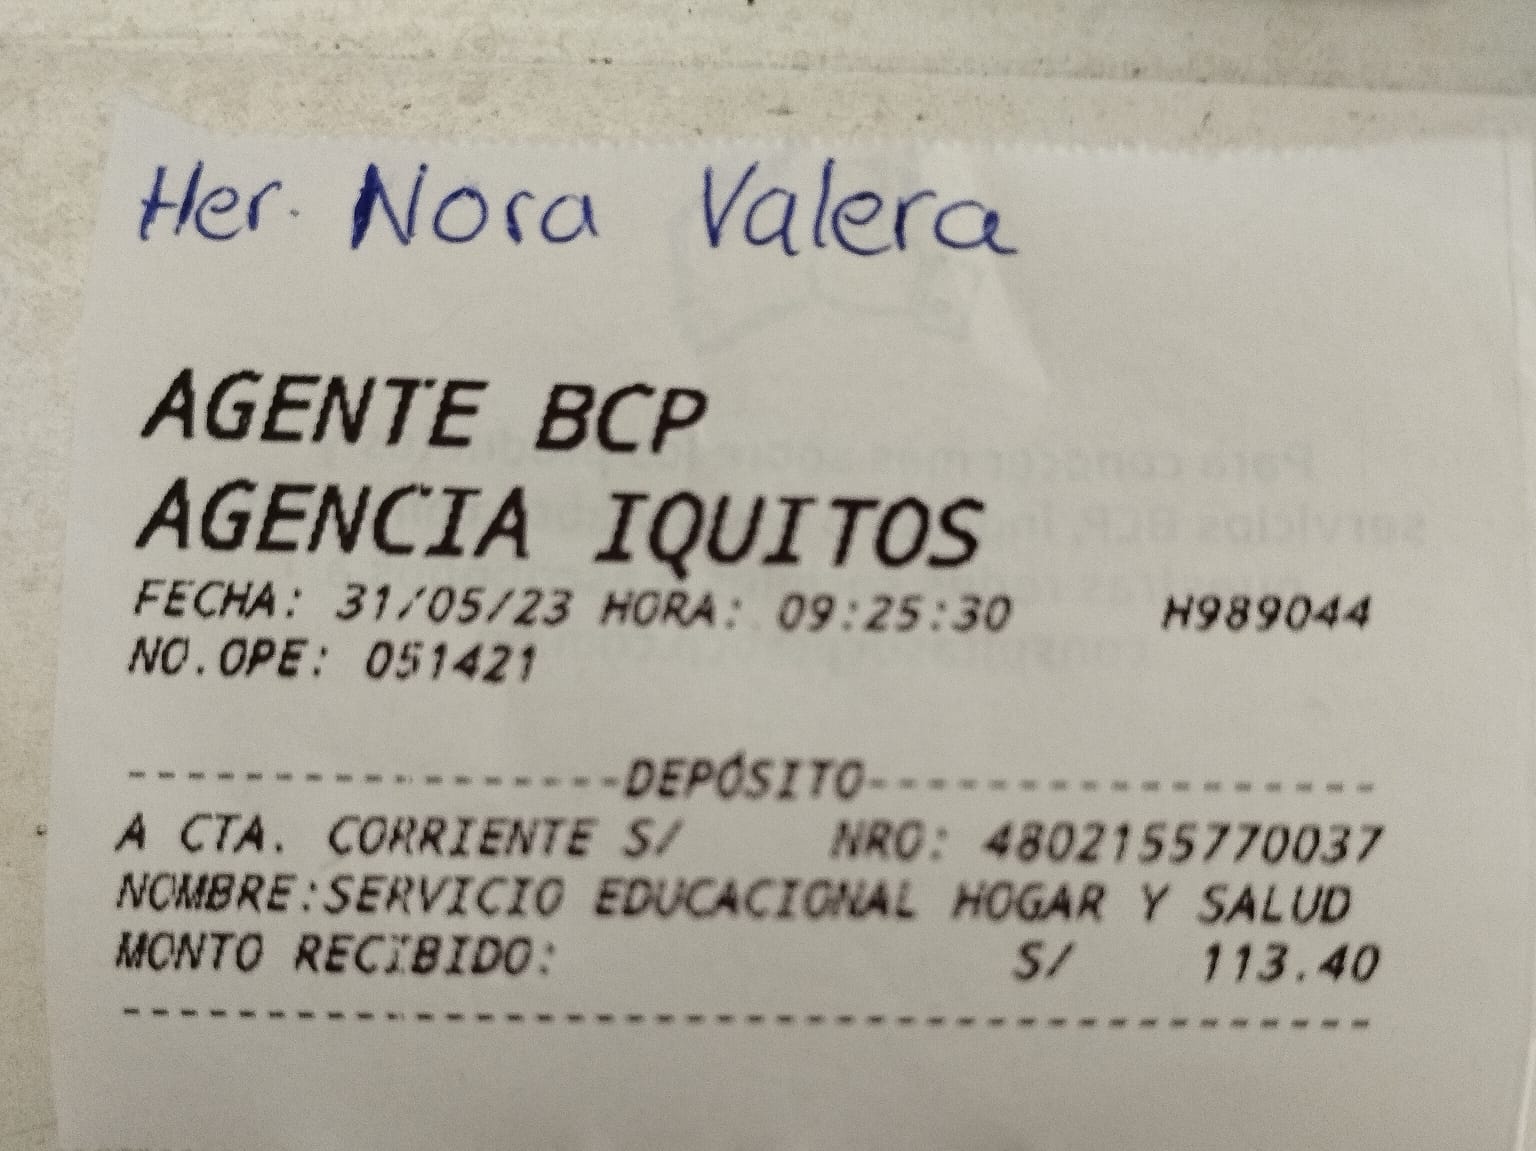 Her. Nora Valera
AGENTE BCP
AGENCIA IQUITOS
FECHA: 31/05/23 HORA: 09:25:30 H989044
NO.OPE: 051421
-----------------DEPÓSITO------------------
A CTA. CORRIENTE S/ NRO: 4802155770037
NOMBRE:SERVICIO EDUCACIONAL HOGAR Y SALUD
MONTO RECIBIDO: S/ 113.40